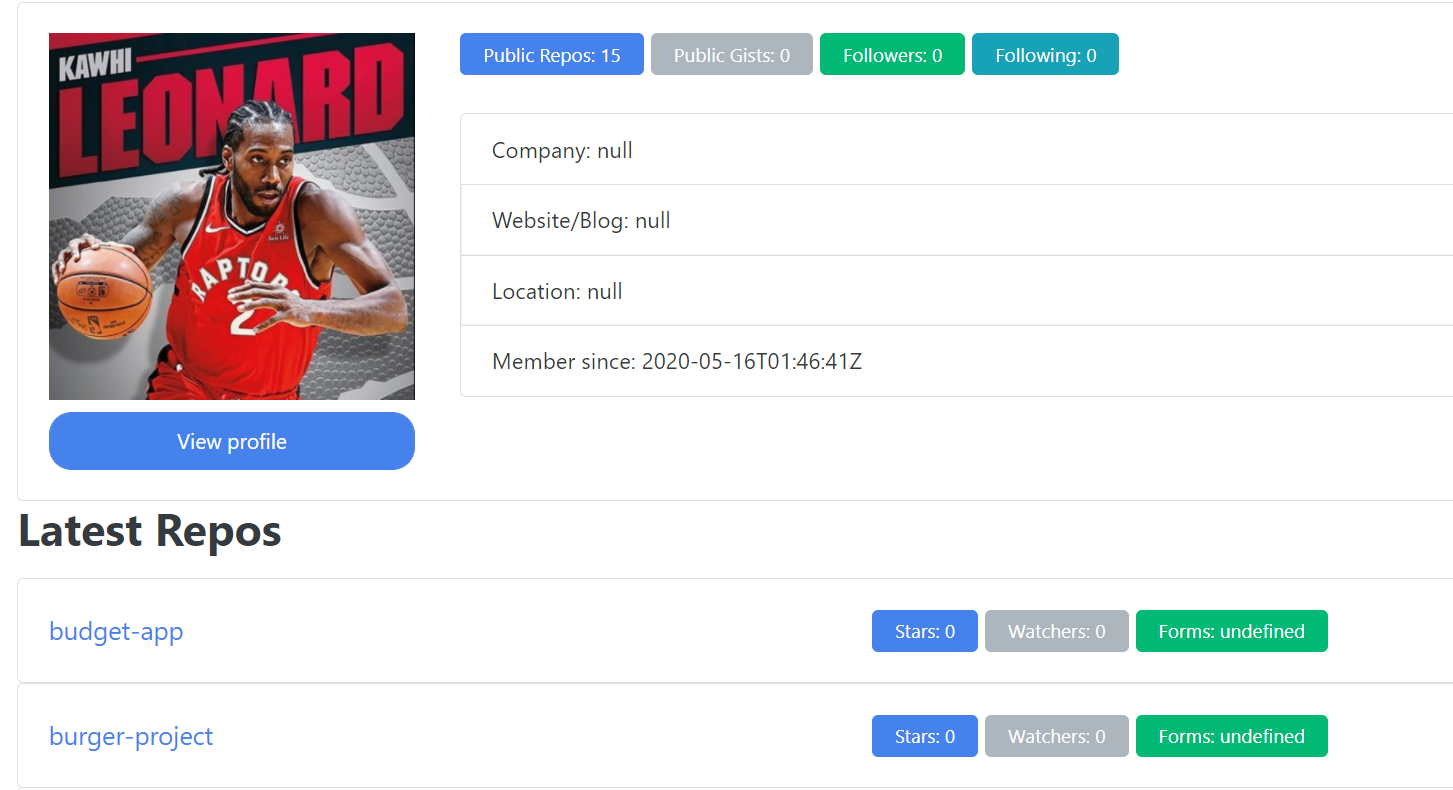 KAWHI
LEONARD
RAPTO
2
View profile
Public Repos: 15
Public Gists: 0
Followers: 0
Following: 0
Company: null
Website/Blog: null
Location: null
Member since: 2020-05-16T01:46:41Z
Latest Repos
budget-app
Stars: 0
Watchers: 0
Forms: undefined
burger-project
Stars: 0
Watchers: 0
Forms: undefined